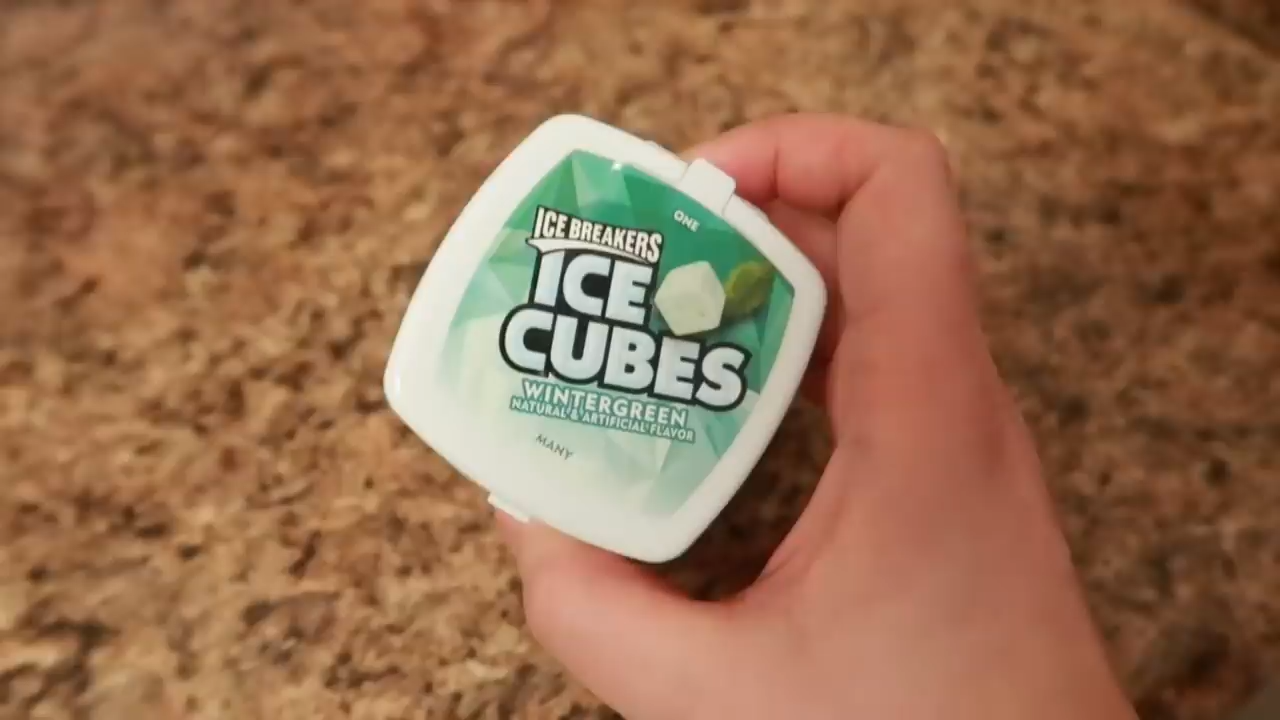 ONE
ICE BREAKERS
ICE
CUBES
WINTERGREEN
NATURAL & ARTIFICIAL FLAVOR
MANY